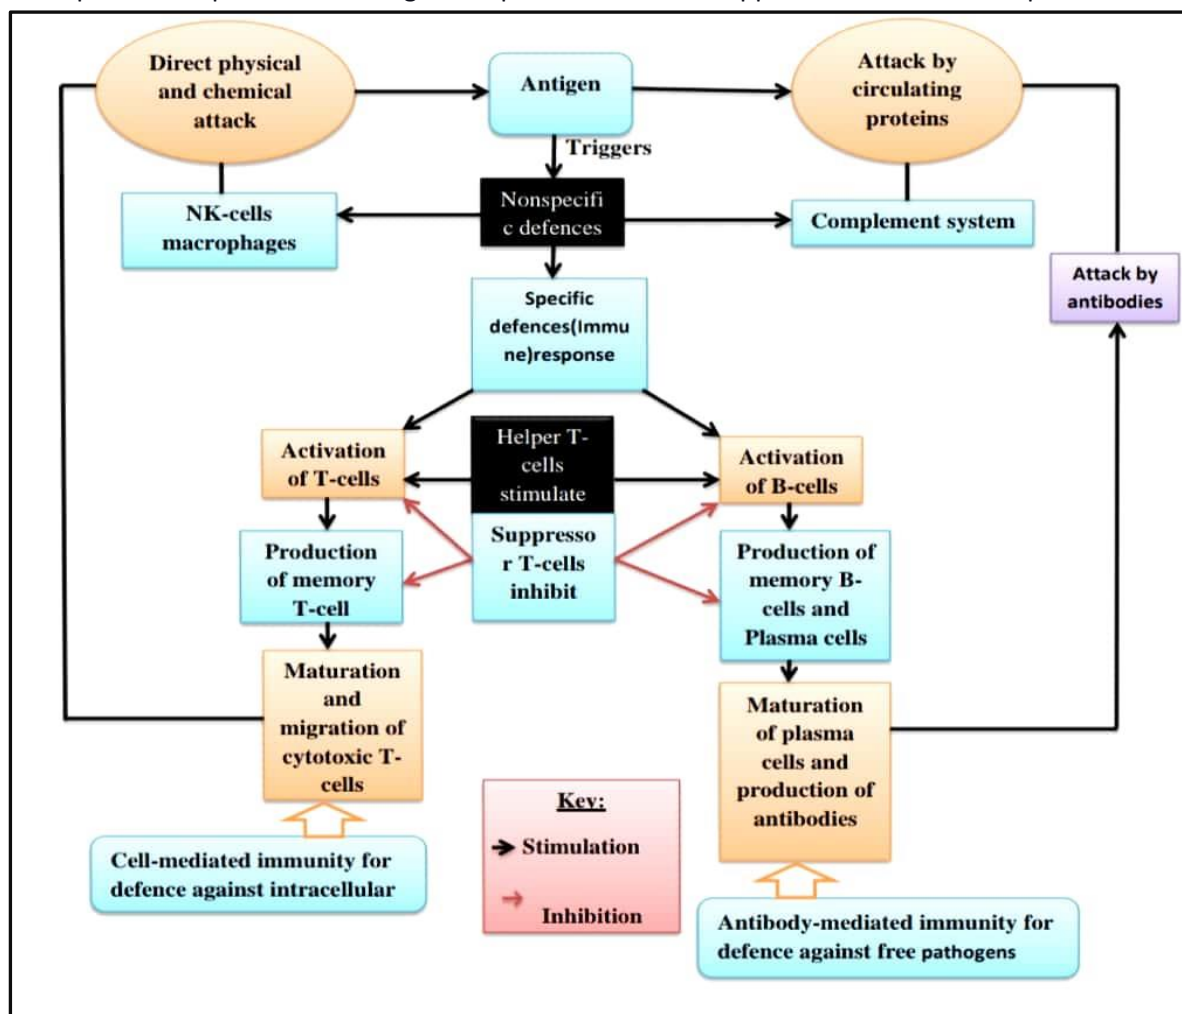 Direct physical
and chemical
attack
Antigen
Attack by
circulating
proteins
Triggers
NK-cells
macrophages
Nonspecifi
c defences
Complement system
Attack by
antibodies
Specific
defences(Immu
ne)response
Activation
of T-cells
Helper T-
cells
stimulate
Activation
of B-cells
Production
of memory
T-cell
Suppresso
r T-cells
inhibit
Production of
memory B-
cells and
Plasma cells
Maturation
and
migration of
cytotoxic T-
cells
Maturation
of plasma
cells and
production of
antibodies
Key:
Stimulation
Inhibition
Cell-mediated immunity for
defence against intracellular
Antibody-mediated immunity for
defence against free pathogens